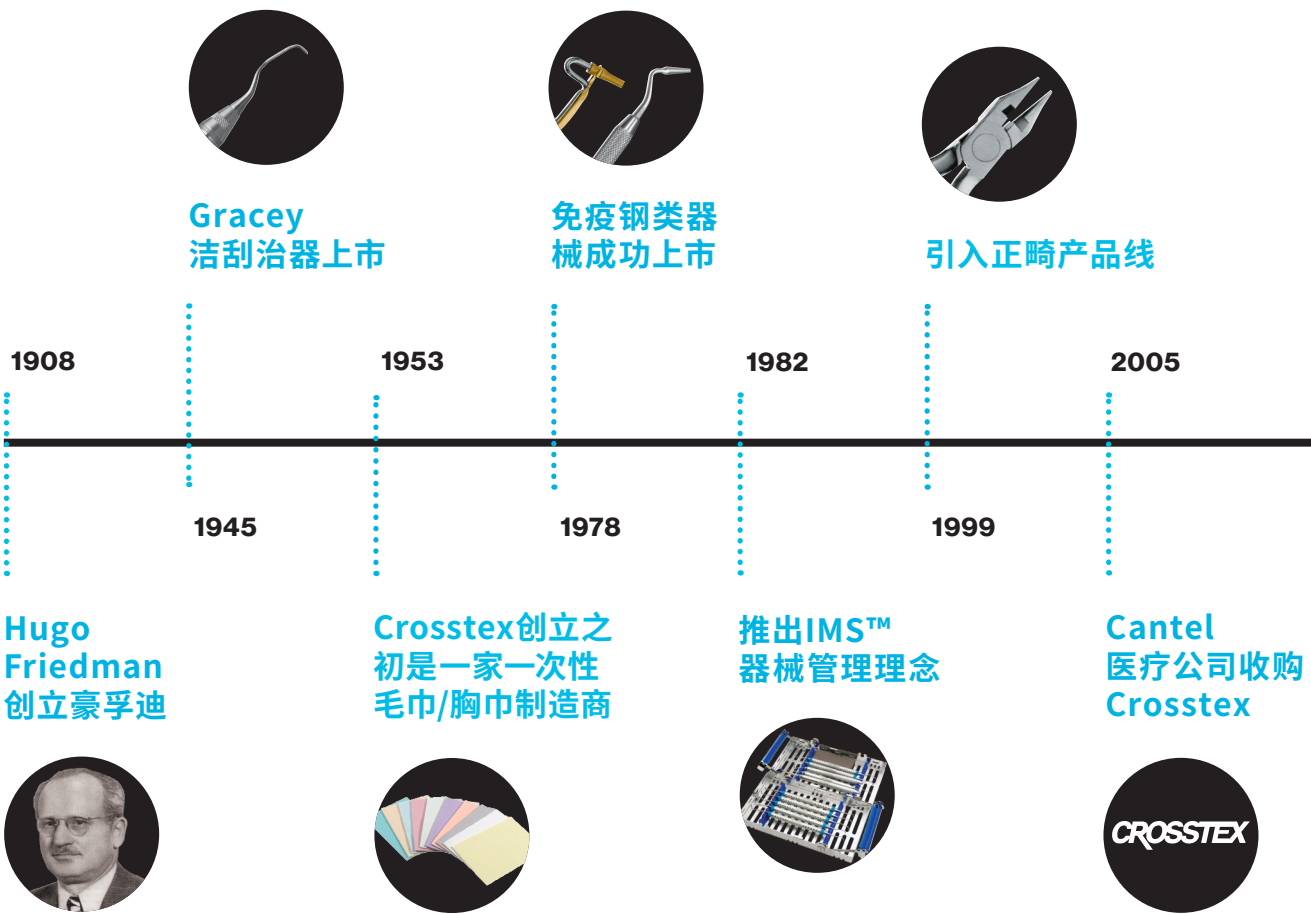 Gracey
洁刮治器上市
免疫钢类器
械成功上市
引入正畸产品线
1908
1953
1982
2005
1945
1978
1999
Hugo
Friedman
创立豪孚迪
Crosstex创立之
初是一家一次性
毛巾/胸巾制造商
推出IMS™
器械管理理念
Cantel
医疗公司收购
Crosstex
CROSSTEX